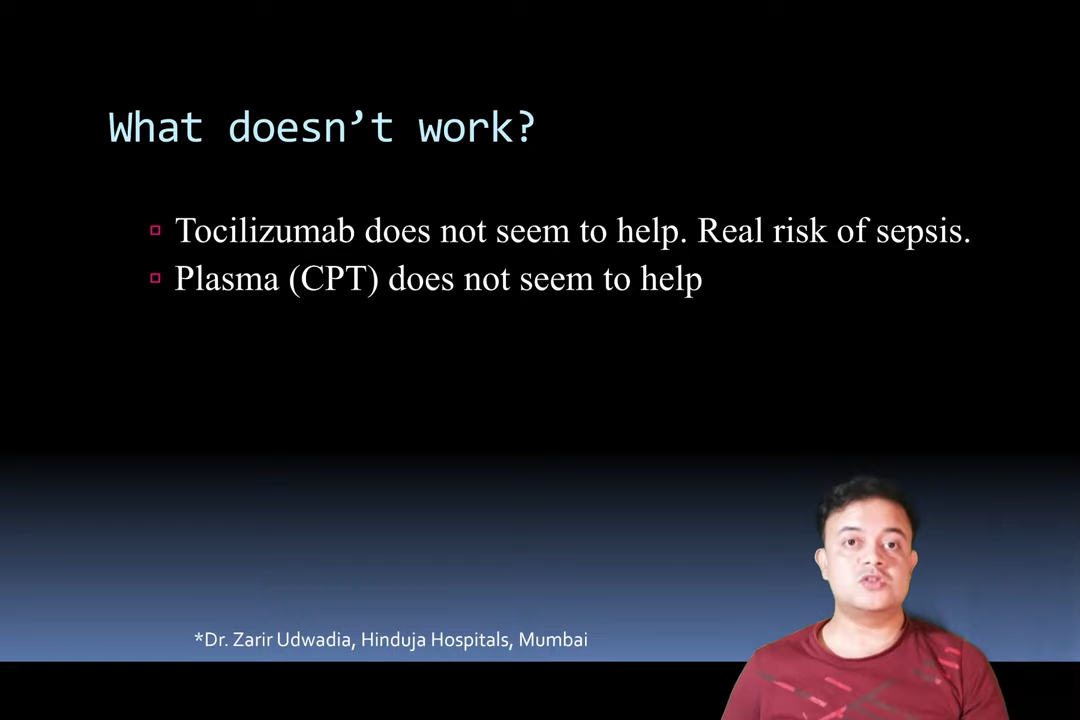 What doesn’t work?
Tocilizumab does not seem to help. Real risk of sepsis.
Plasma (CPT) does not seem to help
*Dr. Zarir Udwadia, Hinduja Hospitals, Mumbai